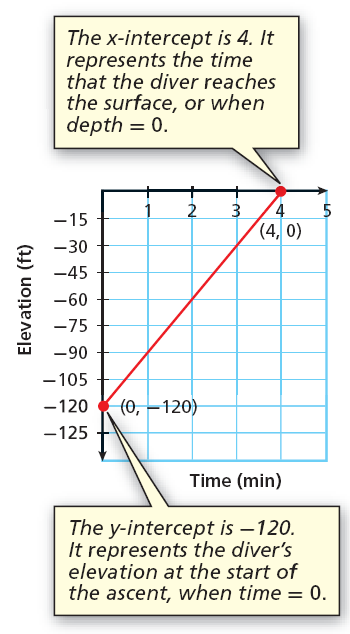 The x-intercept is 4. It
represents the time
that the diver reaches
the surface, or when
depth = 0.
1 2 3 4 5
(4, 0)
Elevation (ft)
–15
–30
–45
–60
–75
–90
–105
–120
(0, –120)
–125
Time (min)
The y-intercept is –120.
It represents the diver’s
elevation at the start of
the ascent, when time = 0.